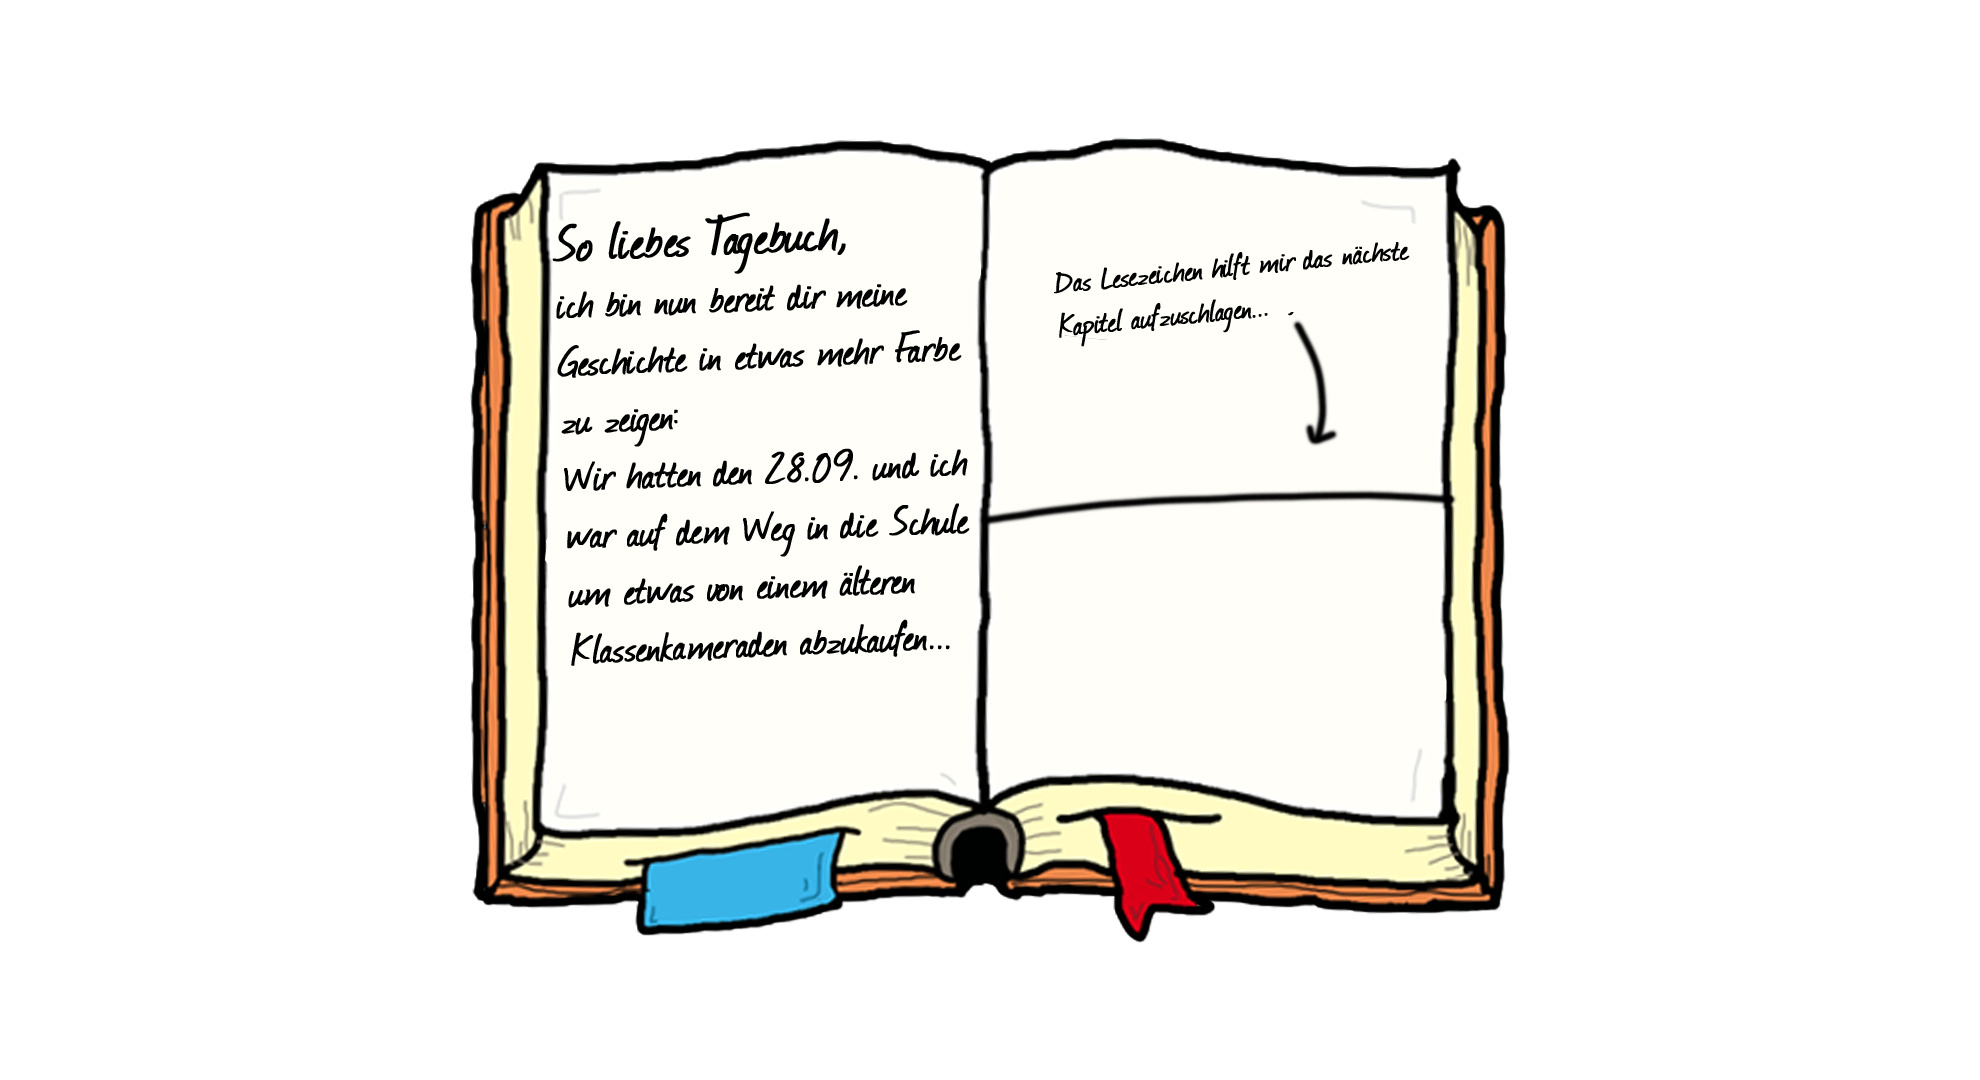 So liebes Tagebuch,
ich bin nun bereit dir meine
Geschichte in etwas mehr Farbe
zu zeigen:
Wir hatten den 28.09. und ich
war auf dem Weg in die Schule
um etwas von einem älteren
Klassenkameraden abzukaufen...
Das Lesezeichen hilft mir das nächste
Kapitel aufzuschlagen...